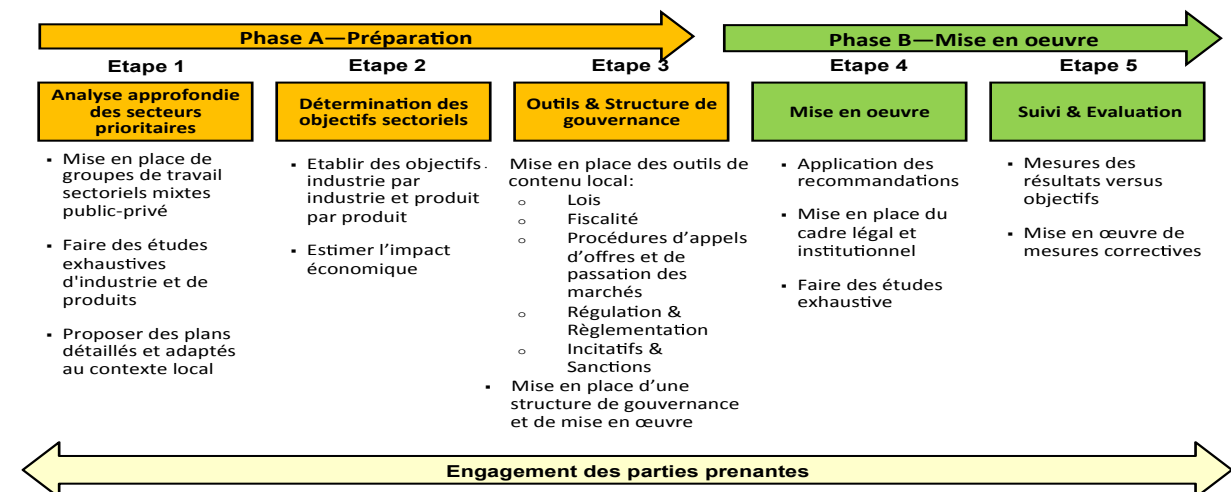 Phase A—Préparation
Phase B—Mise en oeuvre
Etape 1
Etape 2
Etape 3
Etape 4
Etape 5
Analyse approfondie
des secteurs
prioritaires
Détermination des
objectifs sectoriels
Outils & Structure de
gouvernance
Mise en oeuvre
Suivi & Evaluation
▪ Mise en place de
groupes de travail
sectoriels mixtes
public-privé
▪ Faire des études
exhaustives
d'industrie et de
produits
▪ Proposer des plans
détaillés et adaptés
au contexte local
▪ Etablir des objectifs
industrie par
industrie et produit
par produit
▪ Estimer l’impact
économique
Mise en place des outils de
contenu local:
o Lois
o Fiscalité
o Procédures d’appels
d’offres et de
passation des
marchés
o Régulation &
Règlementation
o Incitatifs &
Sanctions
▪ Mise en place d’une
structure de gouvernance
et de mise en œuvre
▪ Application des
recommandations
▪ Mise en place du
cadre légal et
institutionnel
▪ Faire des études
exhaustive
▪ Mesures des
résultats versus
objectifs
▪ Mise en œuvre de
mesures correctives
Engagement des parties prenantes